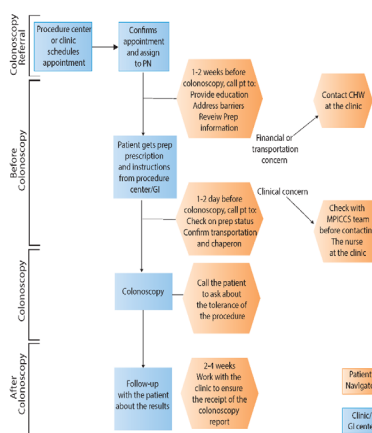 Colonoscopy
Referral
Procedure center
or clinic
schedules
appointment
Confirms
appointment
and assign
to PN
1-2 weeks before
colonoscopy, call pt to:
Provide education
Address barriers
Reveiw Prep
information
Contact CHW
at the clinic
Financial or
transportation
concern
Before
Colonoscopy
Patient gets prep
prescription
and instructions
from procedure
center/GI
1-2 day before
colonoscopy, call pt to:
Check on prep status
Confirm transportation
and chaperon
Clinical concern
Check with
MPICCS team
before contactin
The nurse
at the clinic
Colonoscopy
Colonoscopy
Call the patient
to ask about
the tolerance of
the procedure
After
Colonoscopy
Follow-up
with the patient
about the results
2-4 weeks
Work with the
clinic to ensure
the receipt of the
colonoscopy
report
Patient
Navigat
Clinic/
GI cente